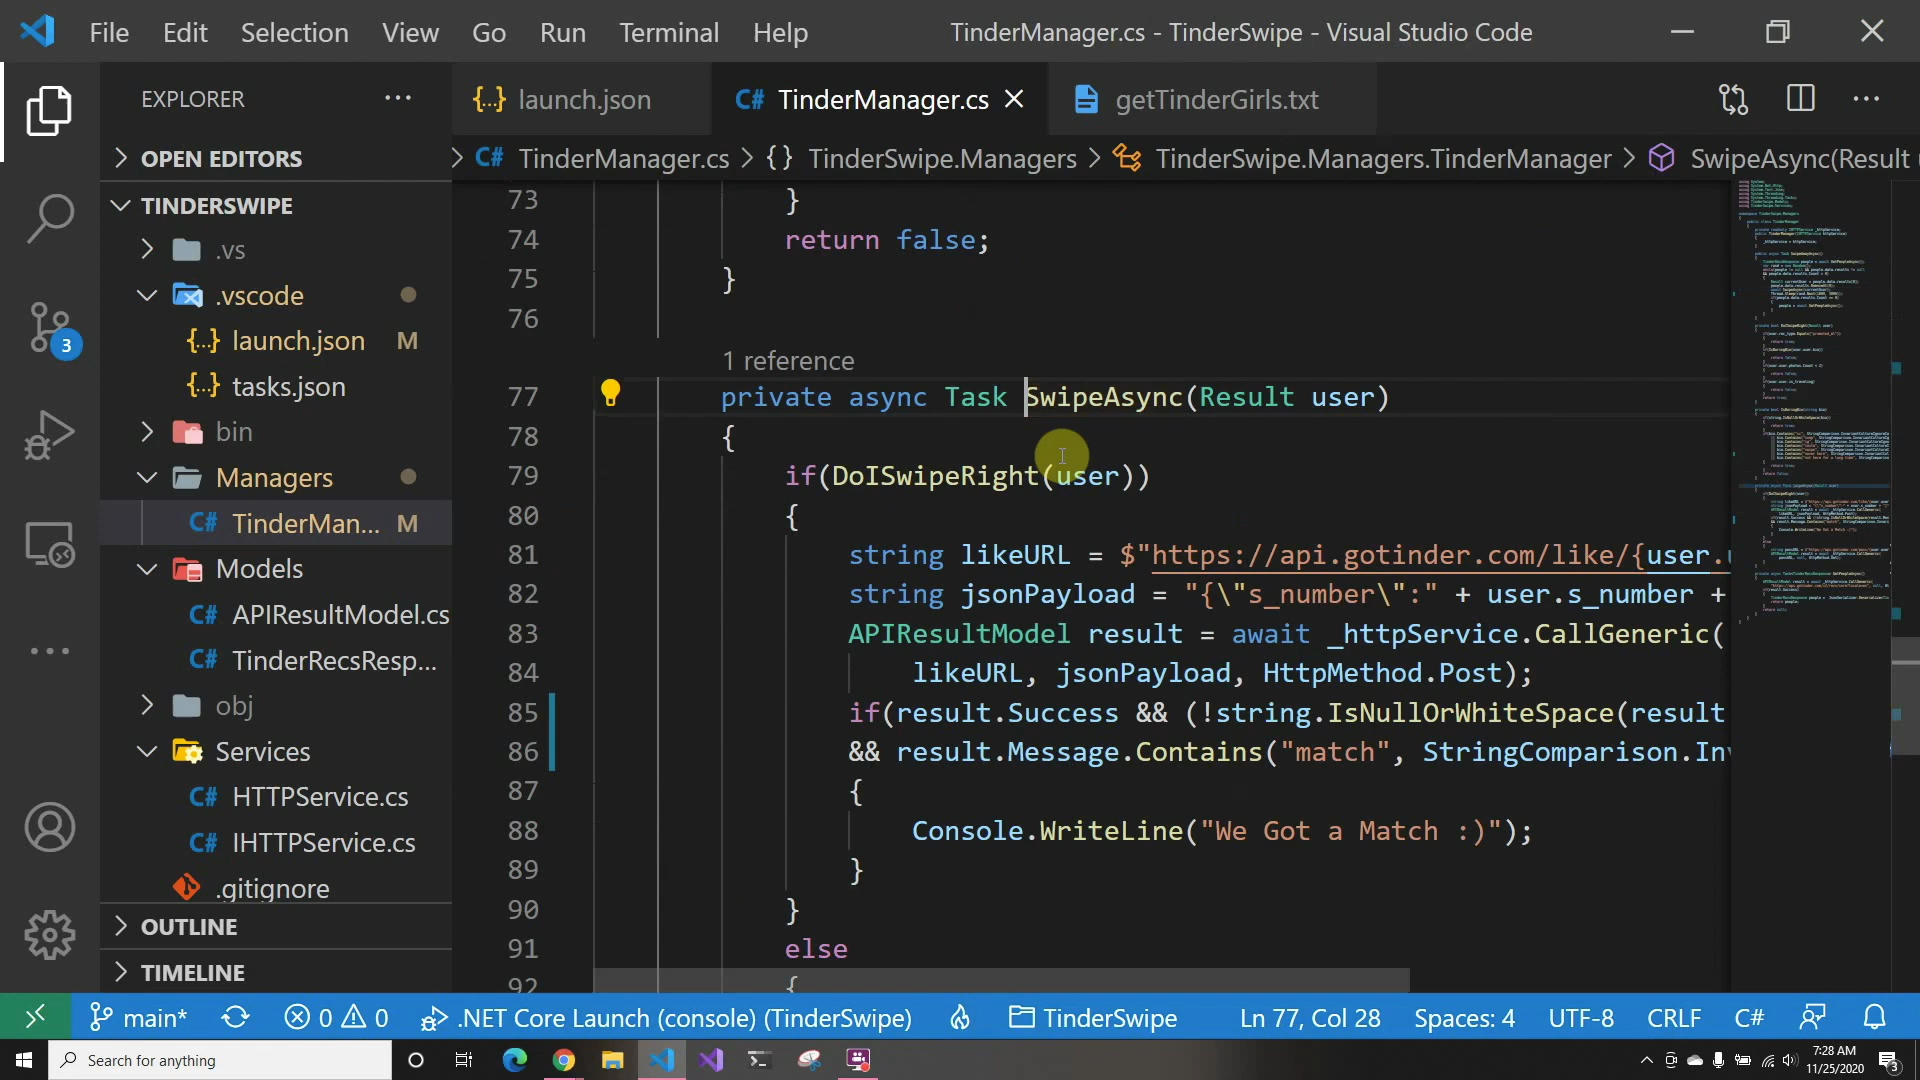 File Edit Selection View Go Run Terminal Help
TinderManager.cs - TinderSwipe - Visual Studio Code
EXPLORER
OPEN EDITORS
TINDERSWIPE
.vs
.vscode
launch.json M
tasks.json
bin
Managers
TinderMan... M
Models
APIResultModel.cs
TinderRecsResp...
obj
Services
HTTPService.cs
IHTTPService.cs
.gitignore
OUTLINE
TIMELINE
3
launch.json
TinderManager.cs
getTinderGirls.txt
TinderManager.cs > {} TinderSwipe.Managers > TinderSwipe.Managers.TinderManager > SwipeAsync(Result
73 }
74 return false;
75 }
76
1 reference
77 private async Task SwipeAsync(Result user)
78 {
79 if(DoISwipeRight(user))
80 {
81 string likeURL = $"https://api.gotinder.com/like/{user.
82 string jsonPayload = "{\"s_number\":" + user.s_number +
83 APIResultModel result = await _httpService.CallGeneric(
84 likeURL, jsonPayload, HttpMethod.Post);
85 if(result.Success && (!string.IsNullOrWhiteSpace(result
86 && result.Message.Contains("match", StringComparison.In
87 {
88 Console.WriteLine("We Got a Match :)");
89 }
90 }
91 else
92 {
main* 0 0 .NET Core Launch (console) (TinderSwipe) TinderSwipe Ln 77, Col 28 Spaces: 4 UTF-8 CRLF C#
Search for anything
7:28 AM
11/25/2020
3